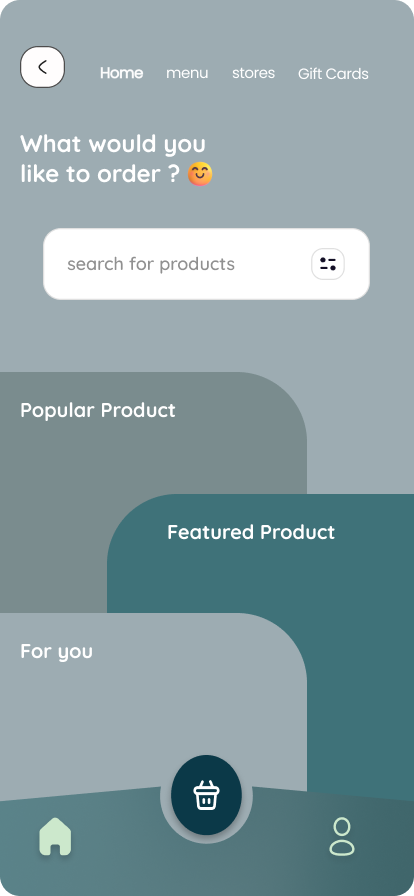 Home menu stores Gift Cards
What would you
like to order ? 😊
search for products
Popular Product
Featured Product
For you